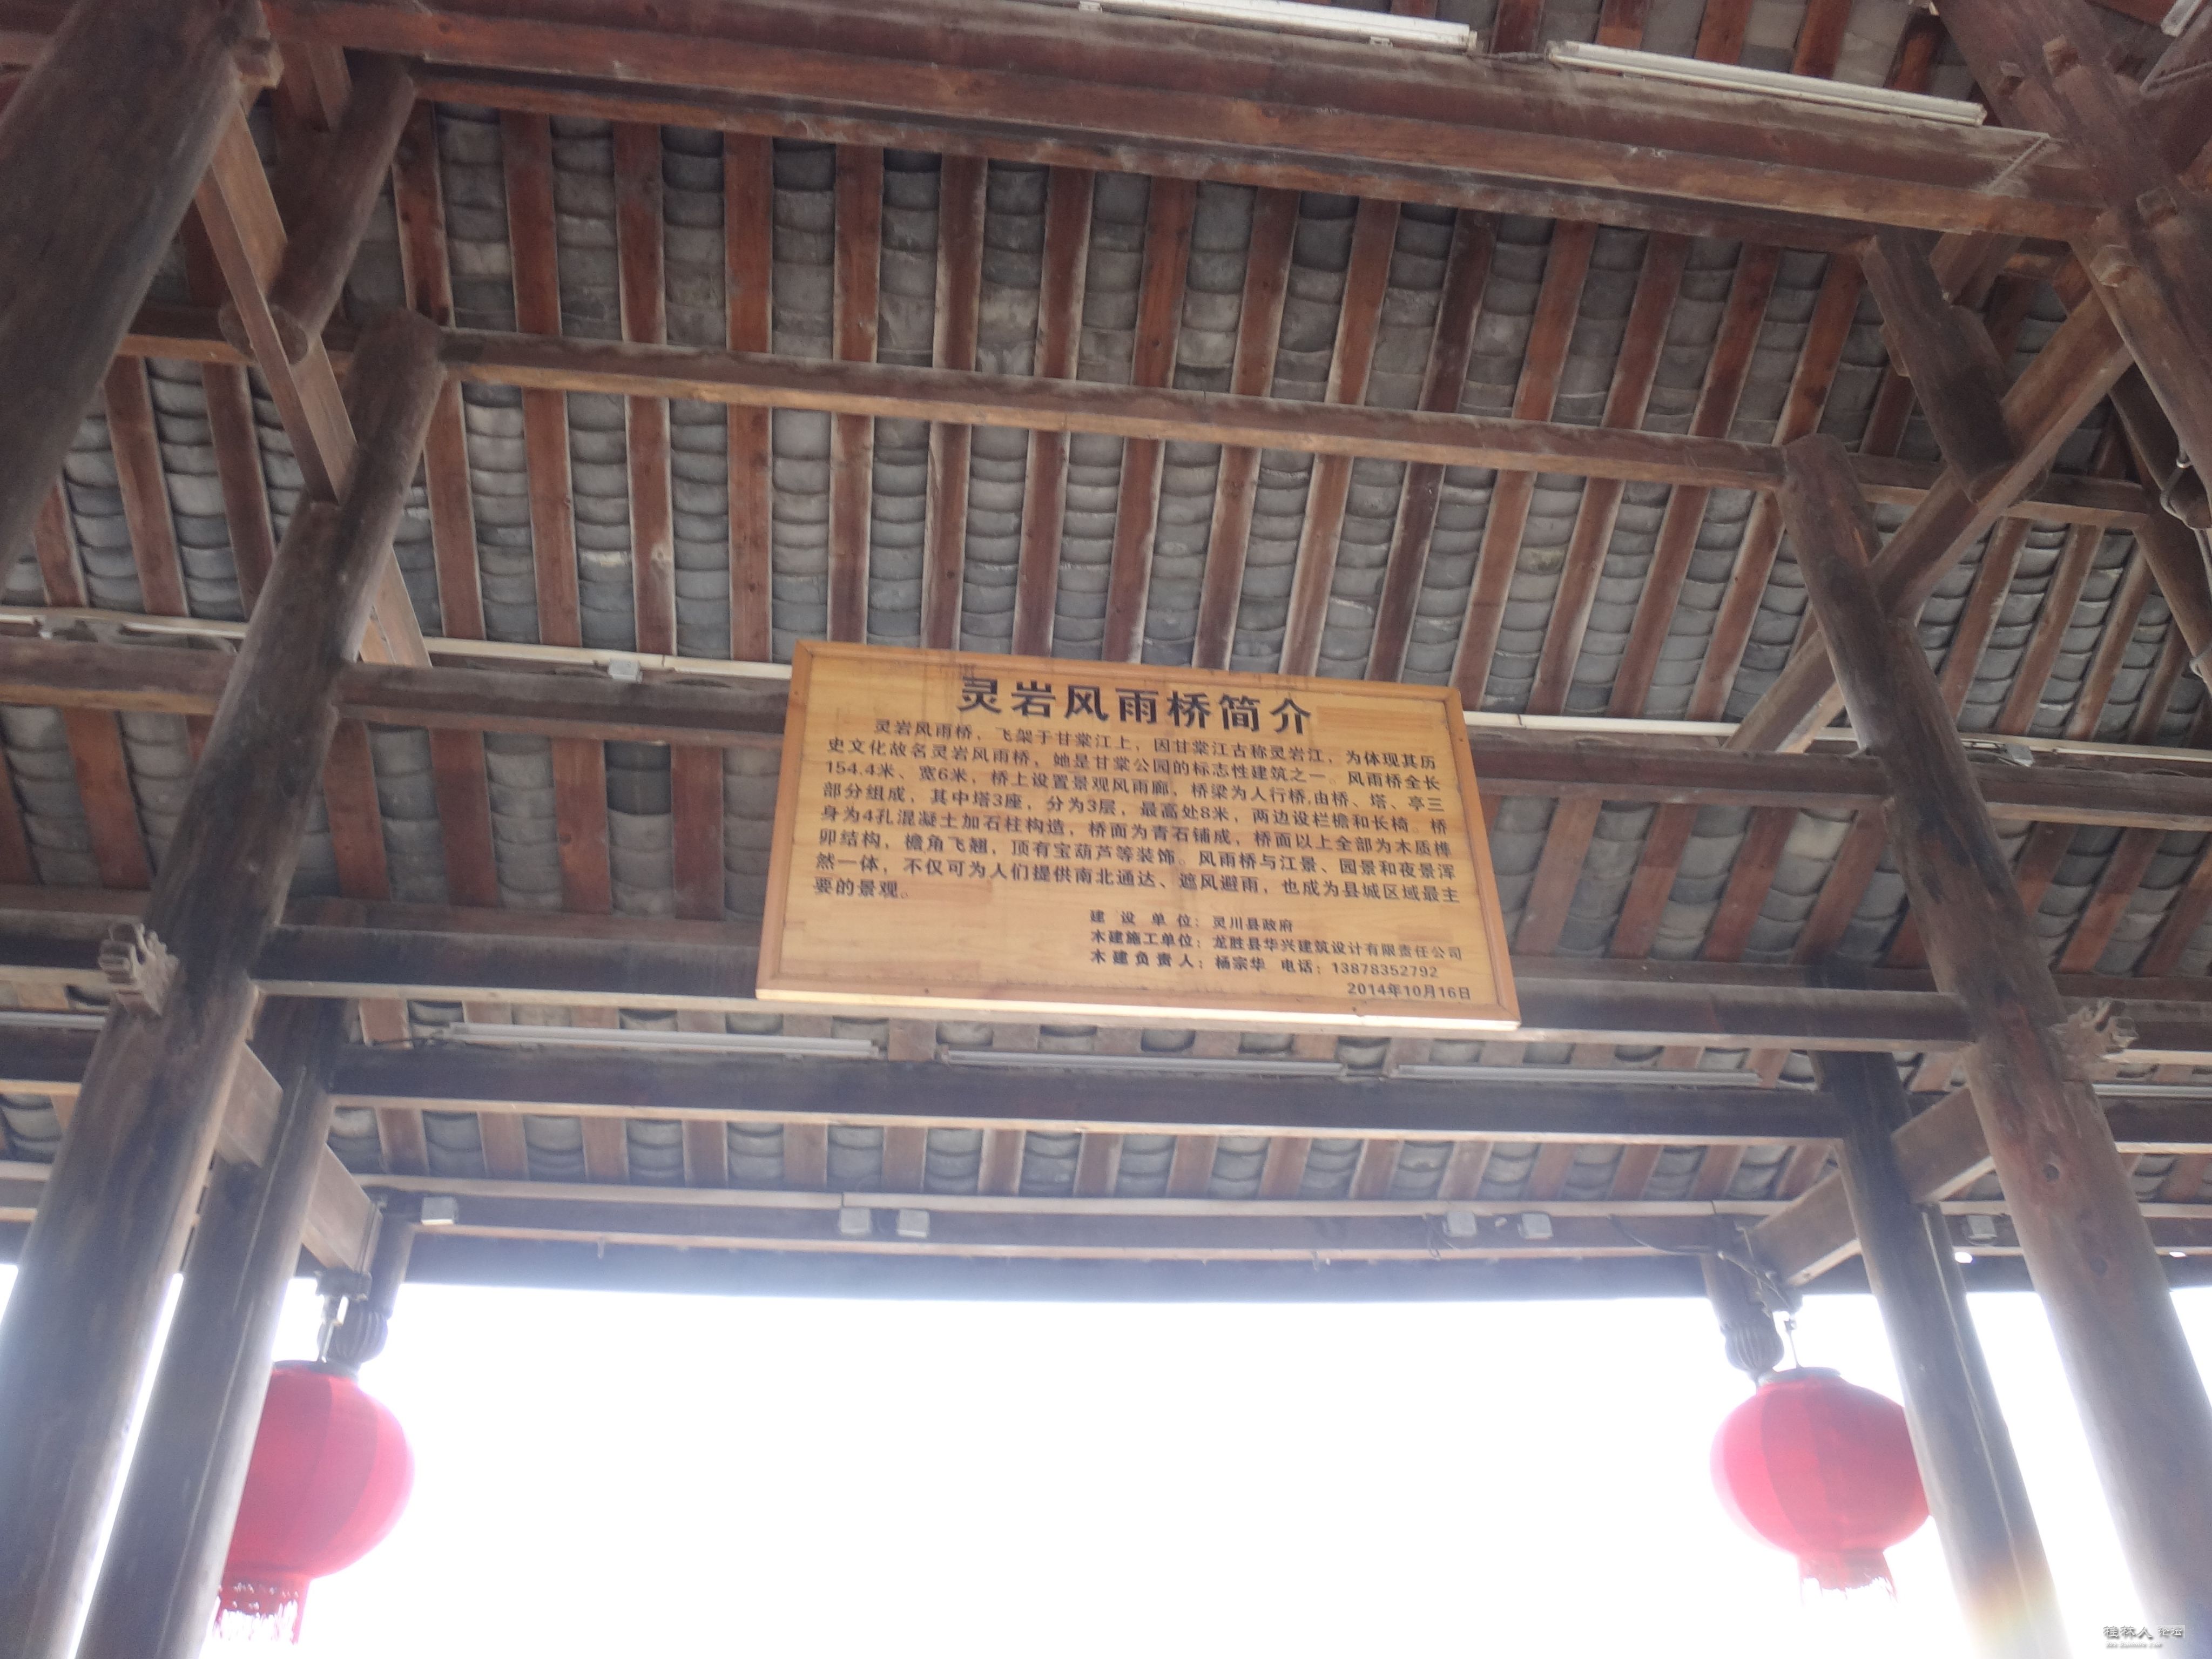 灵岩风雨桥简介
灵岩风雨桥，飞架于甘棠江上，因甘棠江古称灵岩江，为体现其历
史文化故名灵岩风雨桥，她是甘棠公园的标志性建筑之一。风雨桥全长
154.4米、宽6米，桥上设置景观风雨廊，桥梁为人行桥,由桥、塔、亭三
部分组成，其中塔3座，分为3层，最高处8米，两边设栏檐和长椅。桥
身为4孔混凝土加石柱构造，桥面为青石铺成，桥面以上全部为木质榫
卯结构，檐角飞翘，顶有宝葫芦等装饰。风雨桥与江景、园景和夜景浑
然一体，不仅可为人们提供南北通达、遮风避雨，也成为县城区域最主
要的景观。
建设单位：灵川县政府
木建施工单位：龙胜县华兴建筑设计有限责任公司
木建负责人：杨宗华 电话：13878352792
2014年10月16日
桂林人论坛